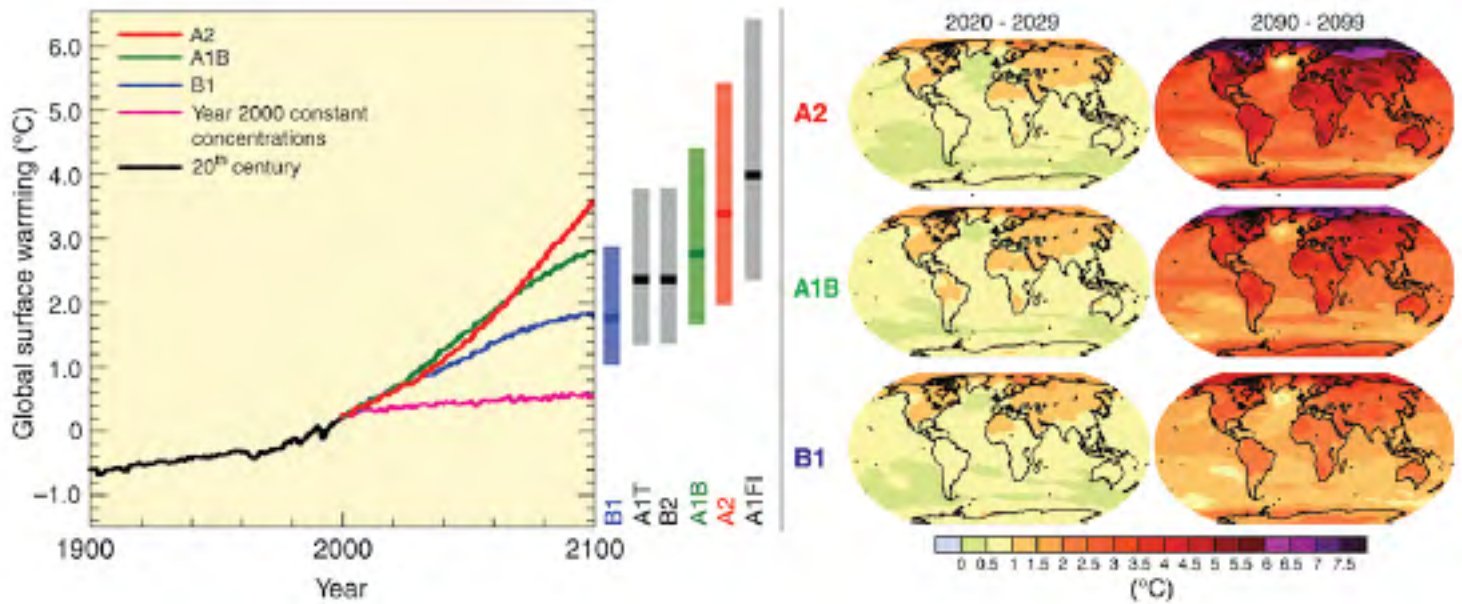 Global surface warming (°C)
6.0
5.0
4.0
3.0
2.0
1.0
0
–1.0
A2
A1B
B1
Year 2000 constant
concentrations
20th century
1900
2000
2100
Year
B1
A1T
B2
A1B
A2
A1FI
2020 - 2029
2090 - 2099
A2
A1B
B1
0 0.5 1 1.5 2 2.5 3 3.5 4 4.5 5 5.5 6 6.5 7 7.5
(°C)